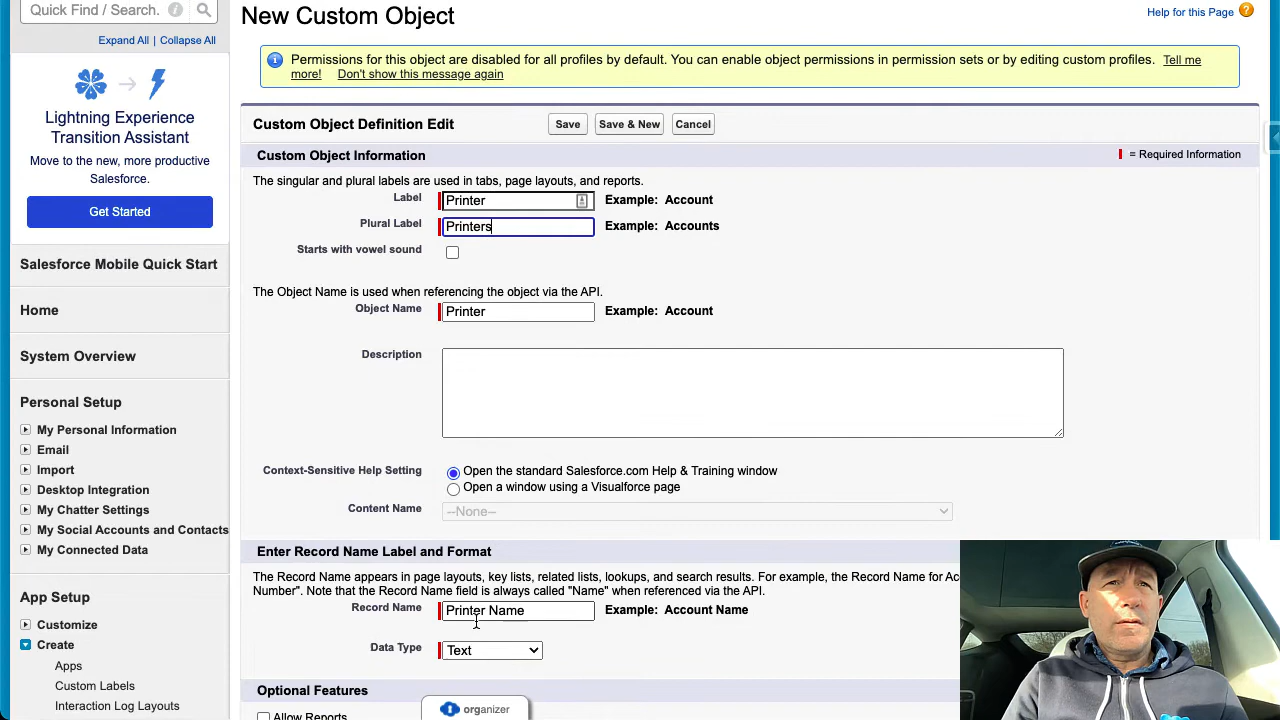 Quick Find / Search.
New Custom Object
Help for this Page
Expand All | Collapse All
Permissions for this object are disabled for all profiles by default. You can enable object permissions in permission sets or by editing custom profiles. Tell me
more! Don't show this message again
Lightning Experience
Transition Assistant
Move to the new, more productive
Salesforce.
Get Started
Custom Object Definition Edit Save Save & New Cancel
Custom Object Information = Required Information
The singular and plural labels are used in tabs, page layouts, and reports.
Label Printer Example: Account
Plural Label Printers Example: Accounts
Starts with vowel sound
The Object Name is used when referencing the object via the API.
Object Name Printer Example: Account
Description
Context-Sensitive Help Setting Open the standard Salesforce.com Help & Training window
Open a window using a Visualforce page
Content Name --None--
Enter Record Name Label and Format
The Record Name appears in page layouts, key lists, related lists, lookups, and search results. For example, the Record Name for Acc
Number". Note that the Record Name field is always called "Name" when referenced via the API.
Record Name Printer Name Example: Account Name
Data Type Text
Optional Features
Allow Reports
organizer
Salesforce Mobile Quick Start
Home
System Overview
Personal Setup
My Personal Information
Email
Import
Desktop Integration
My Chatter Settings
My Social Accounts and Contacts
My Connected Data
App Setup
Customize
Create
Apps
Custom Labels
Interaction Log Layouts